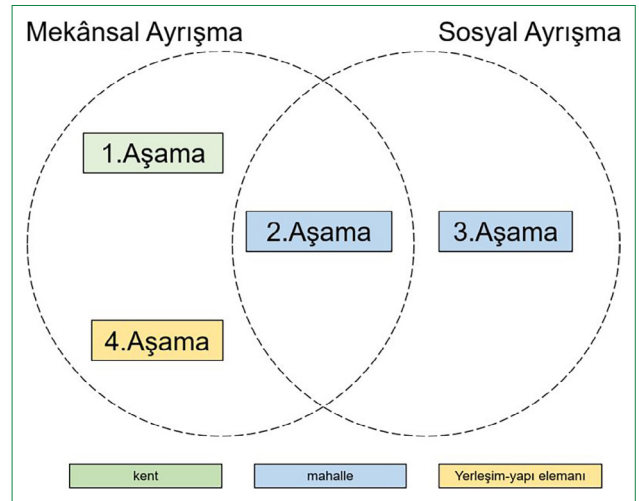 Mekânsal Ayrışma
Sosyal Ayrışma
1.Aşama
2.Aşama
3.Aşama
4.Aşama
kent
mahalle
Yerleşim-yapı elemanı